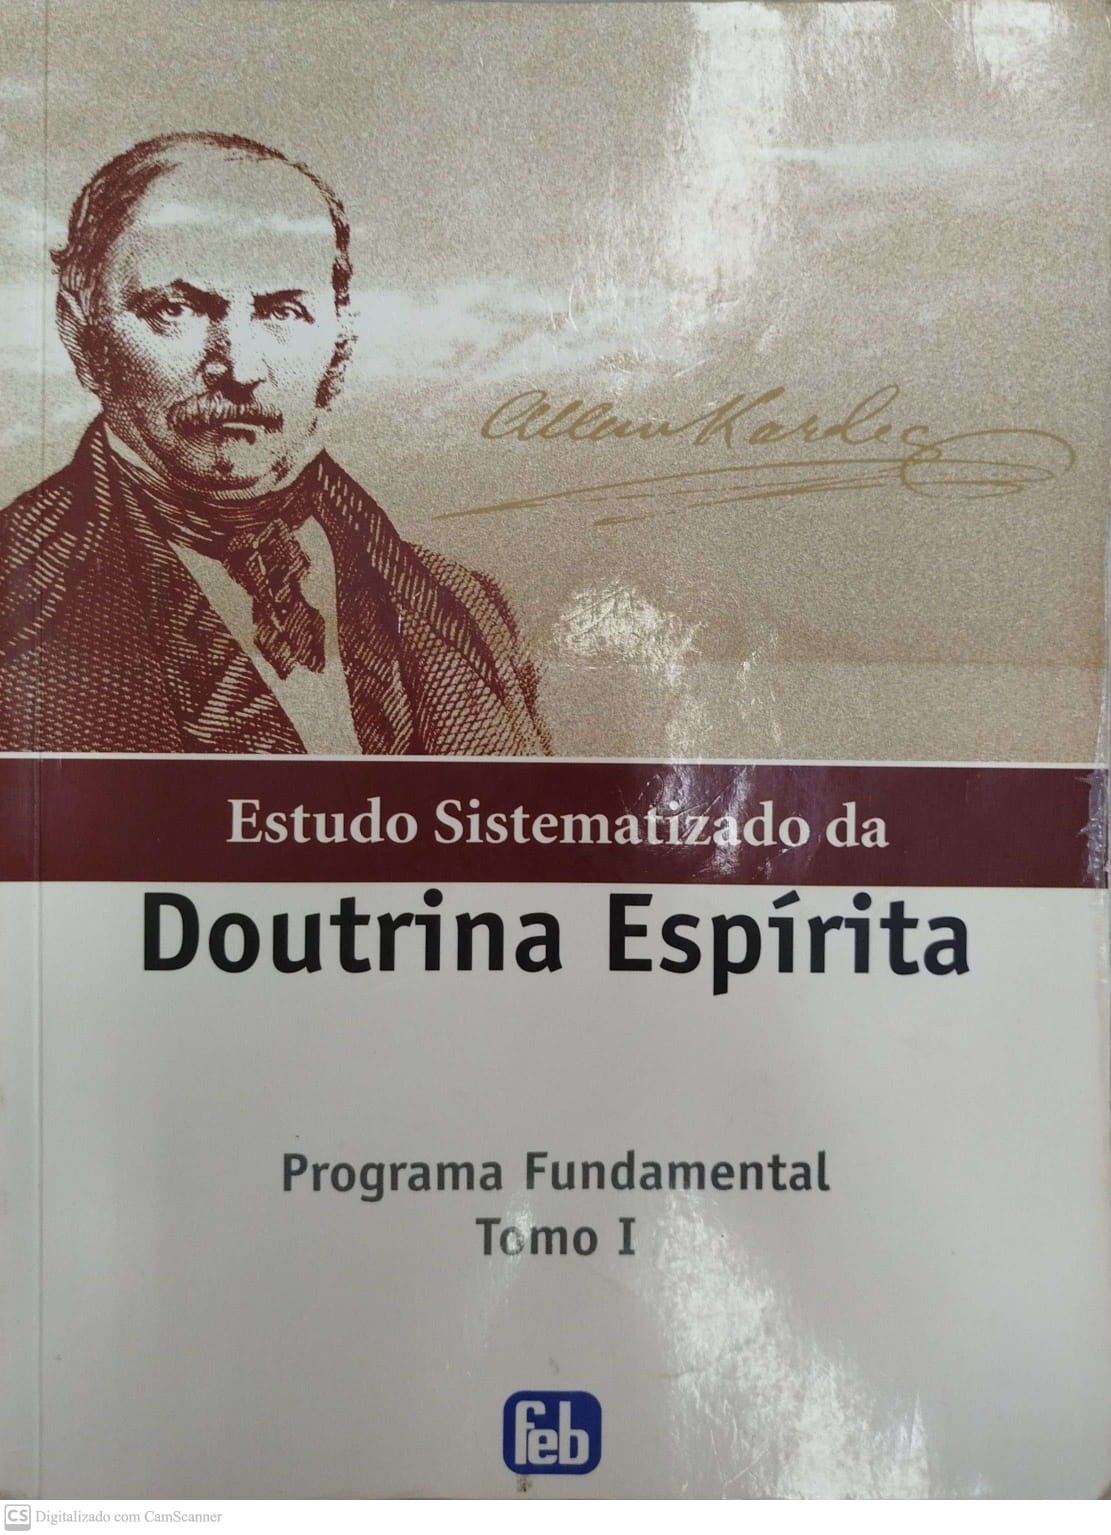 Allan Kardec
Estudo Sistematizado da
Doutrina Espírita
Programa Fundamental
Tomo I
feb
CS Digitalizado com CamScanner